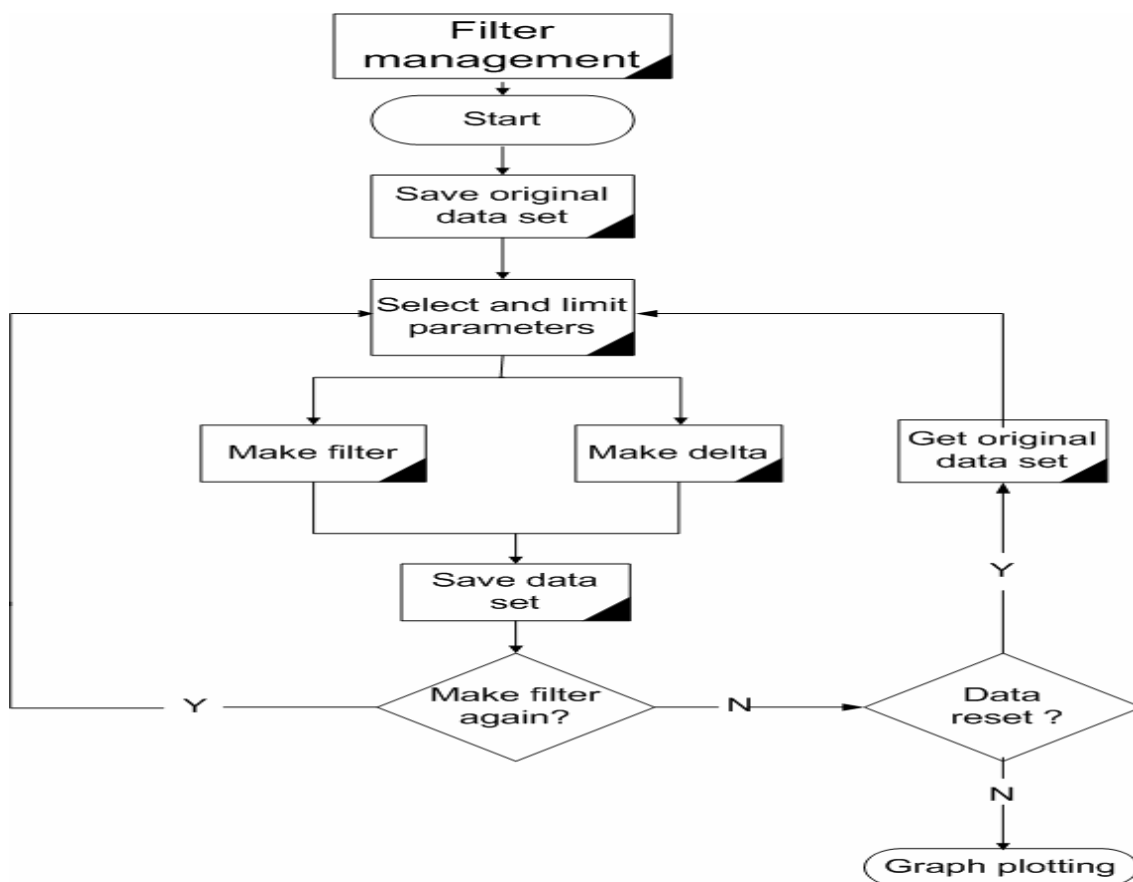 Filter
management
Start
Save original
data set
Select and limit
parameters
Make filter
Make delta
Get original
data set
Save data
set
Y
Make filter
again?
Y
N
Data
reset ?
N
Graph plotting